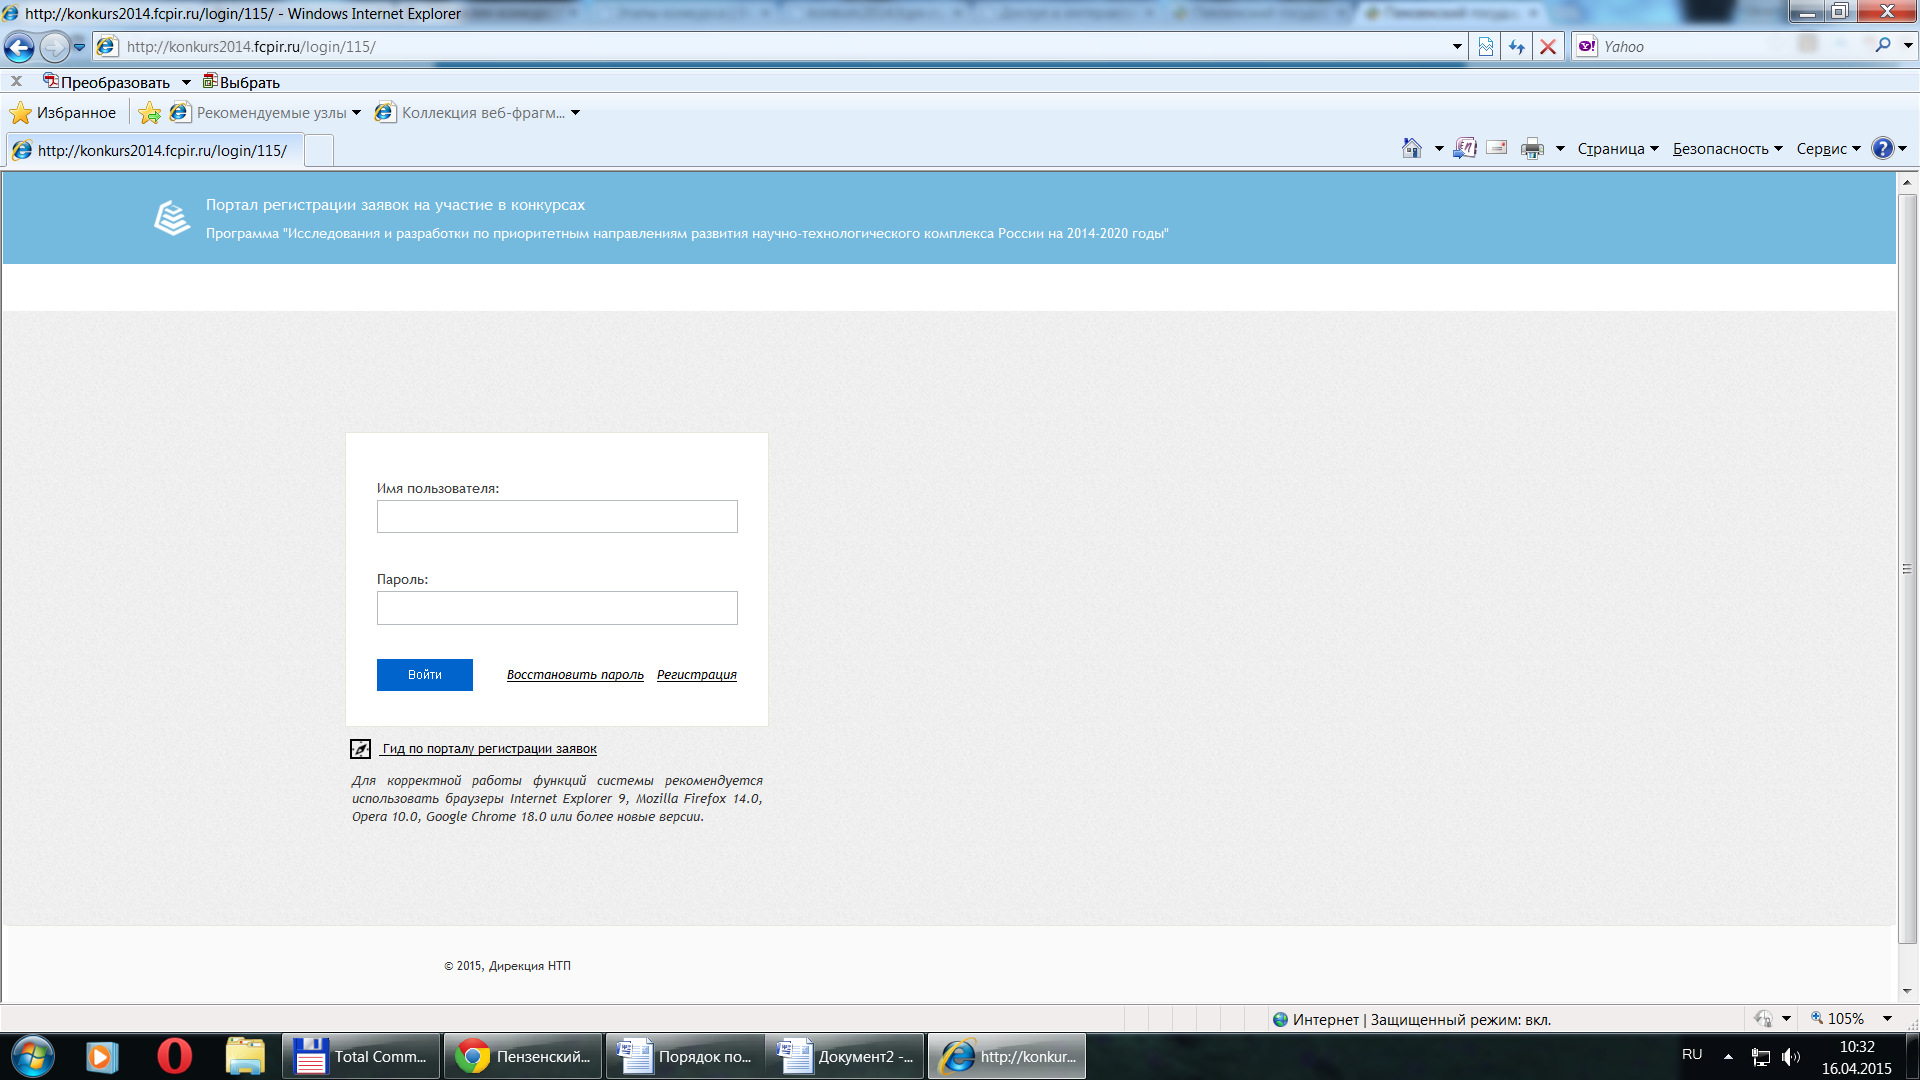 http://konkurs2014.fcpir.ru/login/115/ - Windows Internet Explorer
http://konkurs2014.fcpir.ru/login/115/
Yahoo
x Преобразовать Выбрать
Избранное Рекомендуемые узлы Коллекция веб-фрагм...
http://konkurs2014.fcpir.ru/login/115/
Страница Безопасность Сервис
Портал регистрации заявок на участие в конкурсах
Программа "Исследования и разработки по приоритетным направлениям развития научно-технологического комплекса России на 2014-2020 годы"
Имя пользователя:
Пароль:
Войти Восстановить пароль Регистрация
Гид по порталу регистрации заявок
Для корректной работы функций системы рекомендуется
использовать браузеры Internet Explorer 9, Mozilla Firefox 14.0,
Opera 10.0, Google Chrome 18.0 или более новые версии.
© 2015, Дирекция НТП
Интернет | Защищенный режим: вкл.
105%
Total Comm...
Пензенский...
Порядок по...
Документ2 -...
http://konkur...
RU
10:32
16.04.2015